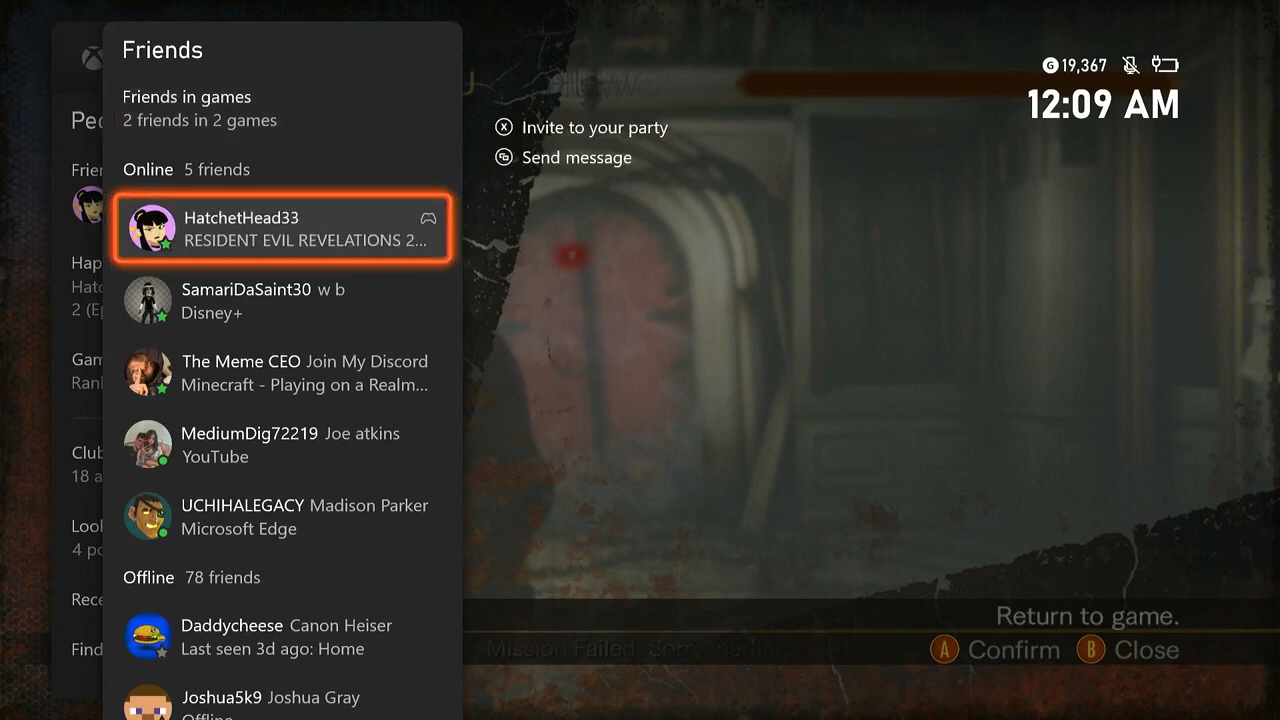 Friends
Friends in games
2 friends in 2 games
Online 5 friends
HatchetHead33
RESIDENT EVIL REVELATIONS 2...
SamariDaSaint30 w b
Disney+
The Meme CEO Join My Discord
Minecraft - Playing on a Realm...
MediumDig72219 Joe atkins
YouTube
UCHIHALEGACY Madison Parker
Microsoft Edge
Offline 78 friends
Daddycheese Canon Heiser
Last seen 3d ago: Home
Joshua5k9 Joshua Gray
Offline
Invite to your party
Send message
G 19,367
12:09 AM
Return to game.
Mission Failed.
A Confirm B Close